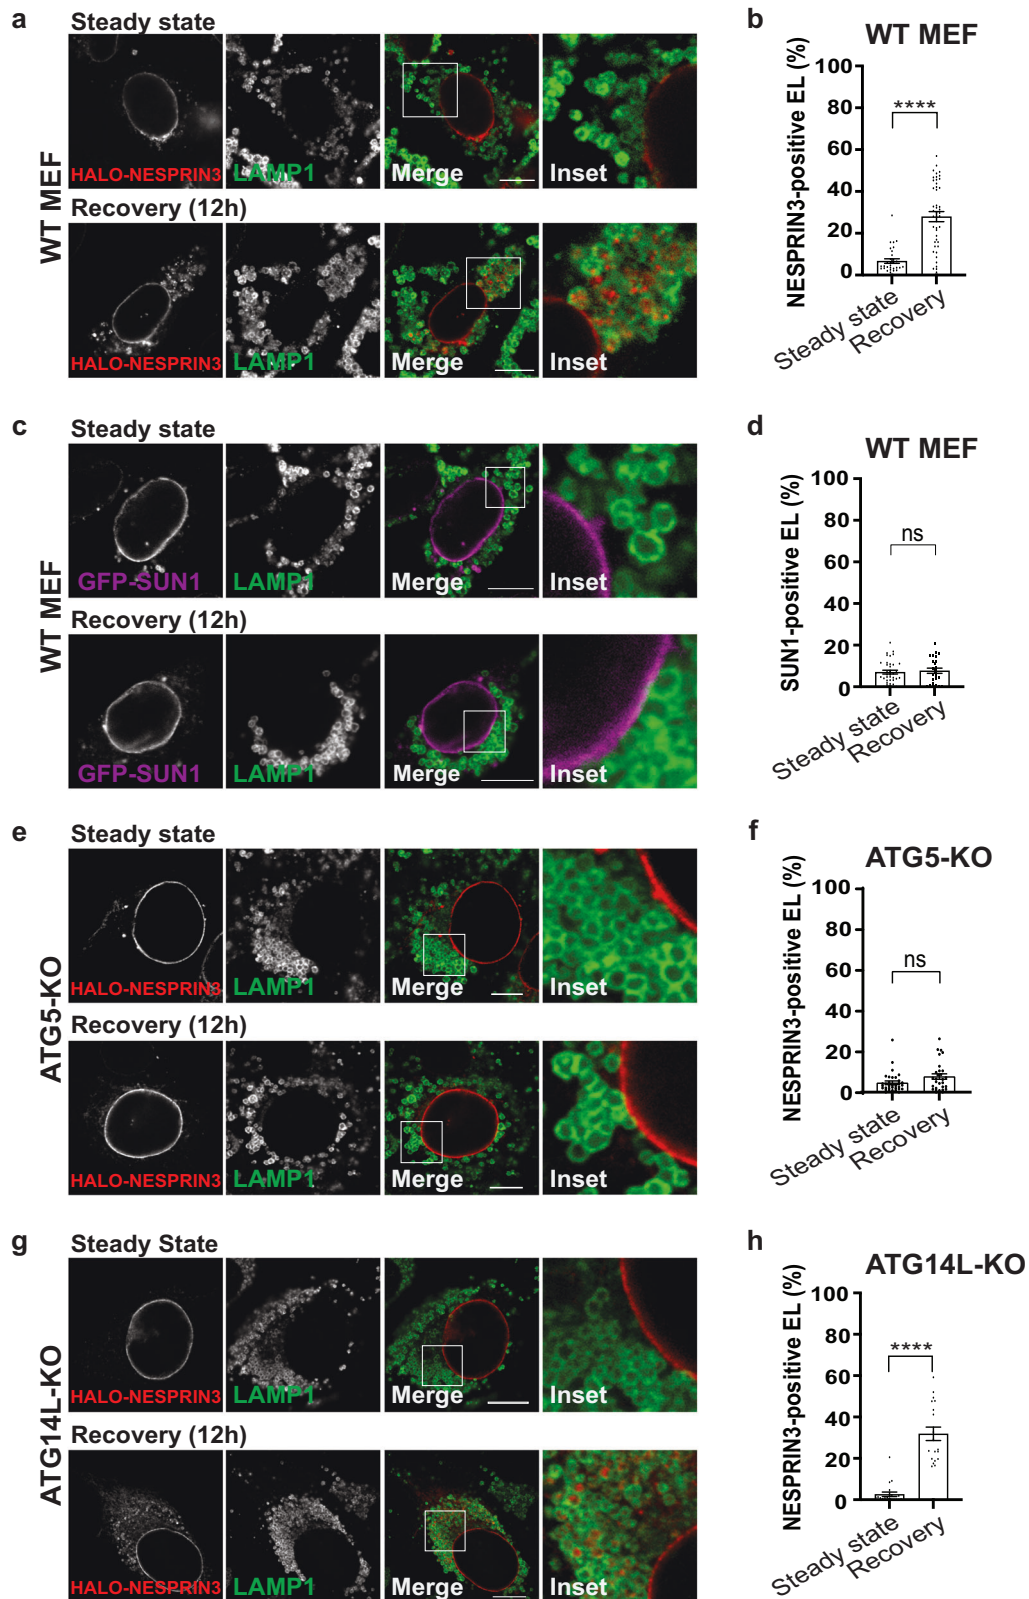 a
Steady state
WT MEF
HALO-NESPRIN3
LAMP1
Merge
Inset
Recovery (12h)
HALO-NESPRIN3
LAMP1
Merge
Inset
b
WT MEF
NESPRIN3-positive EL (%)
100
80
60
40
20
0
****
Steady state
Recovery
c
Steady state
WT MEF
GFP-SUN1
LAMP1
Merge
Inset
Recovery (12h)
GFP-SUN1
LAMP1
Merge
Inset
d
WT MEF
SUN1-positive EL (%)
100
80
60
40
20
0
ns
Steady state
Recovery
e
Steady state
ATG5-KO
HALO-NESPRIN3
LAMP1
Merge
Inset
Recovery (12h)
HALO-NESPRIN3
LAMP1
Merge
Inset
f
ATG5-KO
NESPRIN3-positive EL (%)
100
80
60
40
20
0
ns
Steady state
Recovery
g
Steady State
ATG14L-KO
HALO-NESPRIN3
LAMP1
Merge
Inset
Recovery (12h)
HALO-NESPRIN3
LAMP1
Merge
Inset
h
ATG14L-KO
NESPRIN3-positive EL (%)
100
80
60
40
20
0
****
Steady state
Recovery